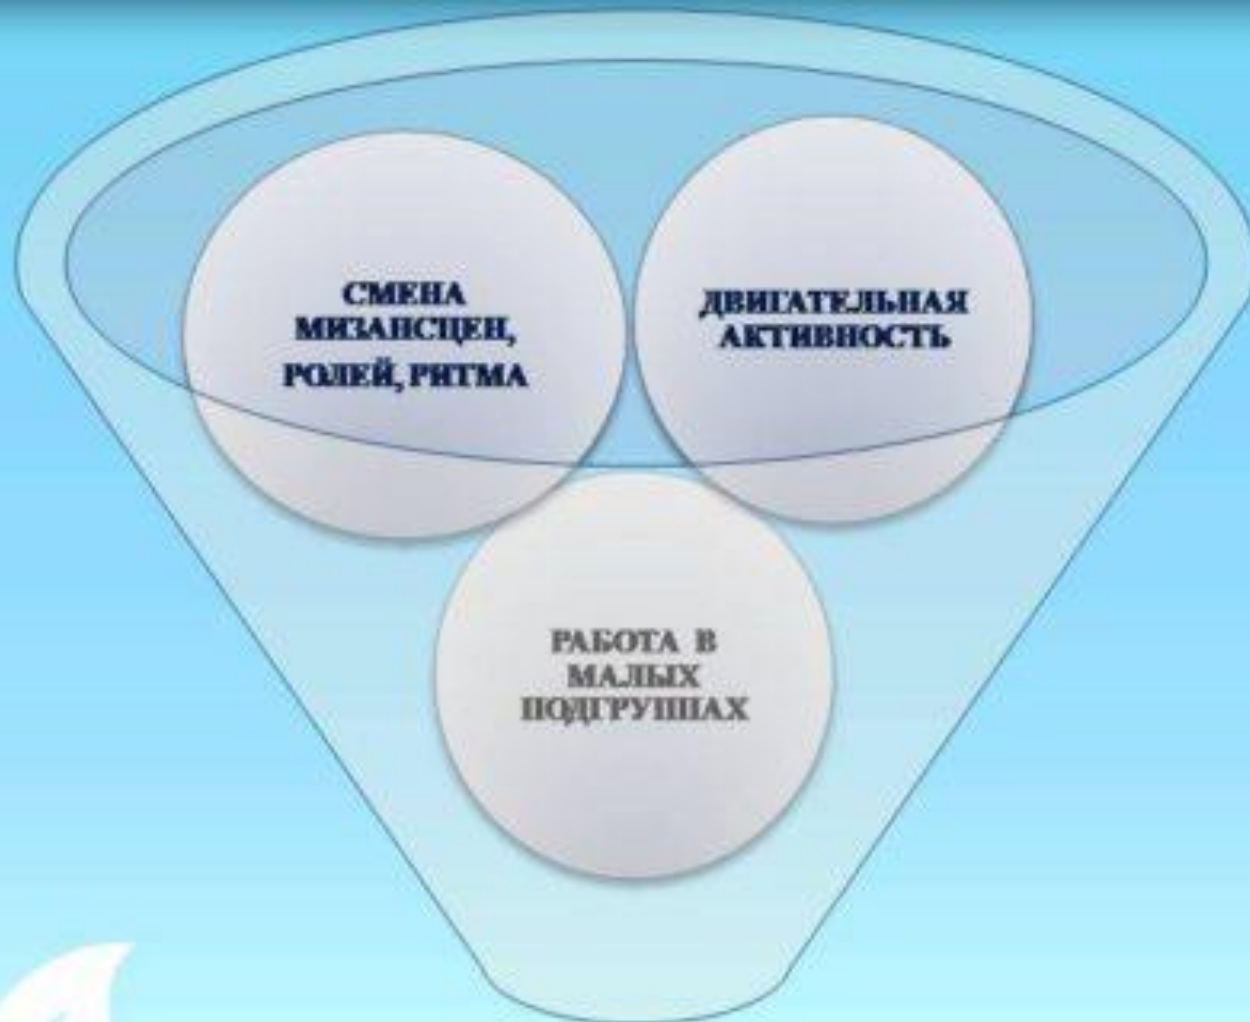 СМЕНА
МИЗАНСЦЕН,
РОЛЕЙ, РИТМА
ДВИГАТЕЛЬНАЯ
АКТИВНОСТЬ
РАБОТА В
МАЛЫХ
ПОДГРУППАХ